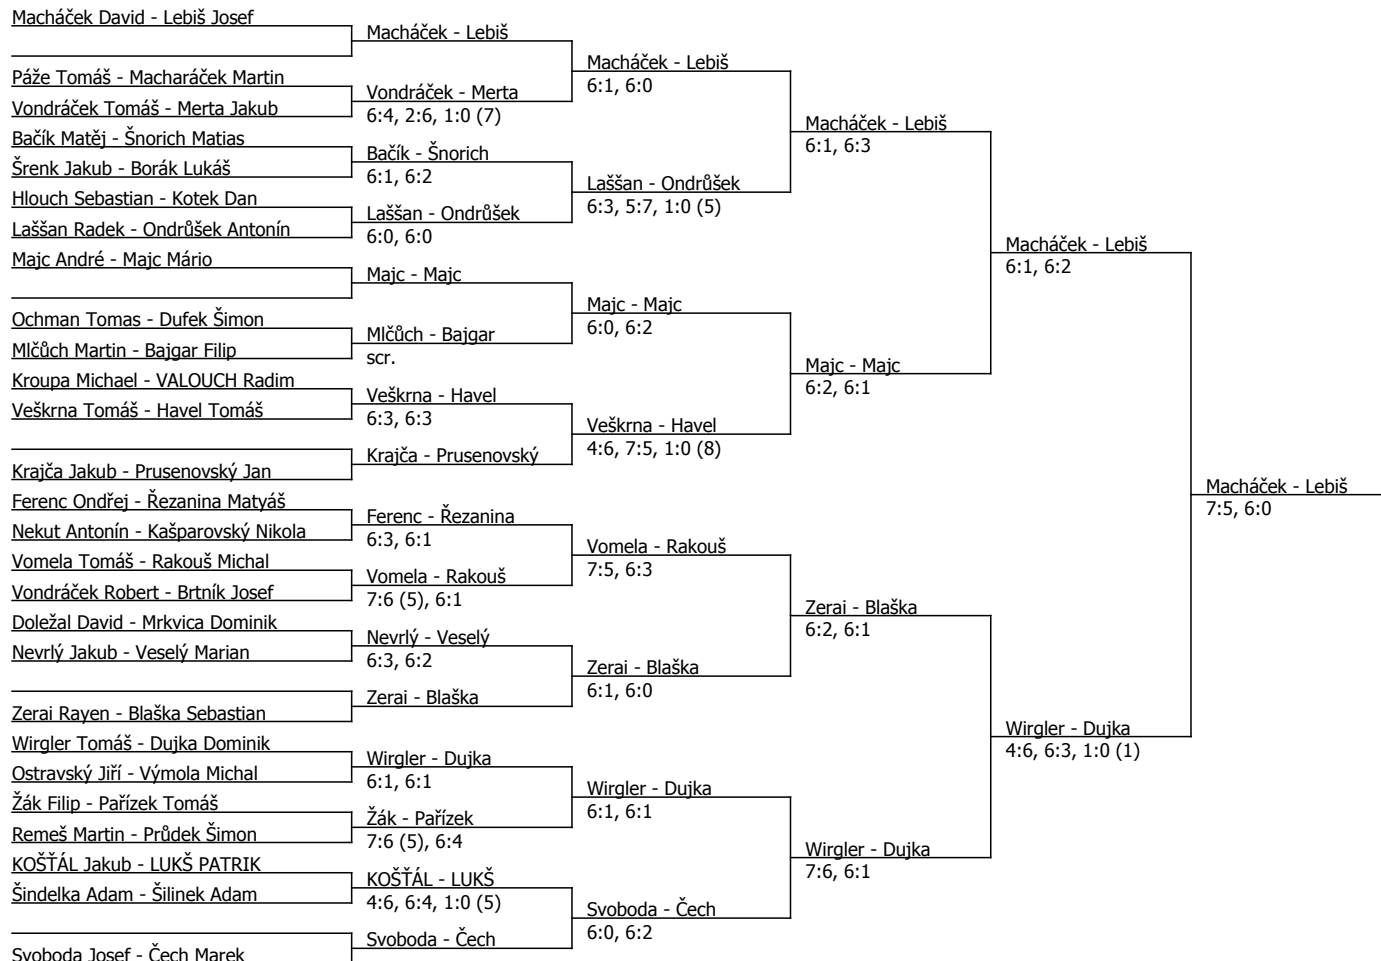 Macháček David - Lebiš Josef
Páže Tomáš - Macharáček Martin
Vondráček Tomáš - Merta Jakub
Bačík Matěj - Šnorich Matias
Šrenk Jakub - Borák Lukáš
Hlouch Sebastian - Kotek Dan
Laššan Radek - Ondrůšek Antonín
Majc André - Majc Mário
Ochman Tomas - Dufek Šimon
Mlčůch Martin - Bajgar Filip
Kroupa Michael - VALOUCH Radim
Veškrna Tomáš - Havel Tomáš
Krajča Jakub - Prusenovský Jan
Ferenc Ondřej - Řezanina Matyáš
Nekut Antonín - Kašparovský Nikola
Vomela Tomáš - Rakouš Michal
Vondráček Robert - Brtník Josef
Doležal David - Mrkvica Dominik
Nevrlý Jakub - Veselý Marian
Zerai Rayen - Blaška Sebastian
Wirgler Tomáš - Dujka Dominik
Ostravský Jiří - Výmola Michal
Žák Filip - Pařízek Tomáš
Remeš Martin - Průdek Šimon
KOŠŤÁL Jakub - LUKŠ PATRIK
Šindelka Adam - Šilinek Adam
Svoboda Josef - Čech Marek
Macháček - Lebiš
Vondráček - Merta
6:4, 2:6, 1:0 (7)
Bačík - Šnorich
6:1, 6:2
Laššan - Ondrůšek
6:0, 6:0
Majc - Majc
Mlčůch - Bajgar
scr.
Veškrna - Havel
6:3, 6:3
Krajča - Prusenovský
Ferenc - Řezanina
6:3, 6:1
Vomela - Rakouš
7:6 (5), 6:1
Nevrlý - Veselý
6:3, 6:2
Zerai - Blaška
Wirgler - Dujka
6:1, 6:1
Žák - Pařízek
7:6 (5), 6:4
KOŠŤÁL - LUKŠ
4:6, 6:4, 1:0 (5)
Svoboda - Čech
Macháček - Lebiš
6:1, 6:0
Laššan - Ondrůšek
6:3, 5:7, 1:0 (5)
Majc - Majc
6:0, 6:2
Veškrna - Havel
4:6, 7:5, 1:0 (8)
Vomela - Rakouš
7:5, 6:3
Zerai - Blaška
6:1, 6:0
Wirgler - Dujka
6:1, 6:1
Svoboda - Čech
6:0, 6:2
Macháček - Lebiš
6:1, 6:3
Majc - Majc
6:2, 6:1
Zerai - Blaška
6:2, 6:1
Wirgler - Dujka
7:6, 6:1
Macháček - Lebiš
6:1, 6:2
Wirgler - Dujka
4:6, 6:3, 1:0 (1)
Macháček - Lebiš
7:5, 6:0